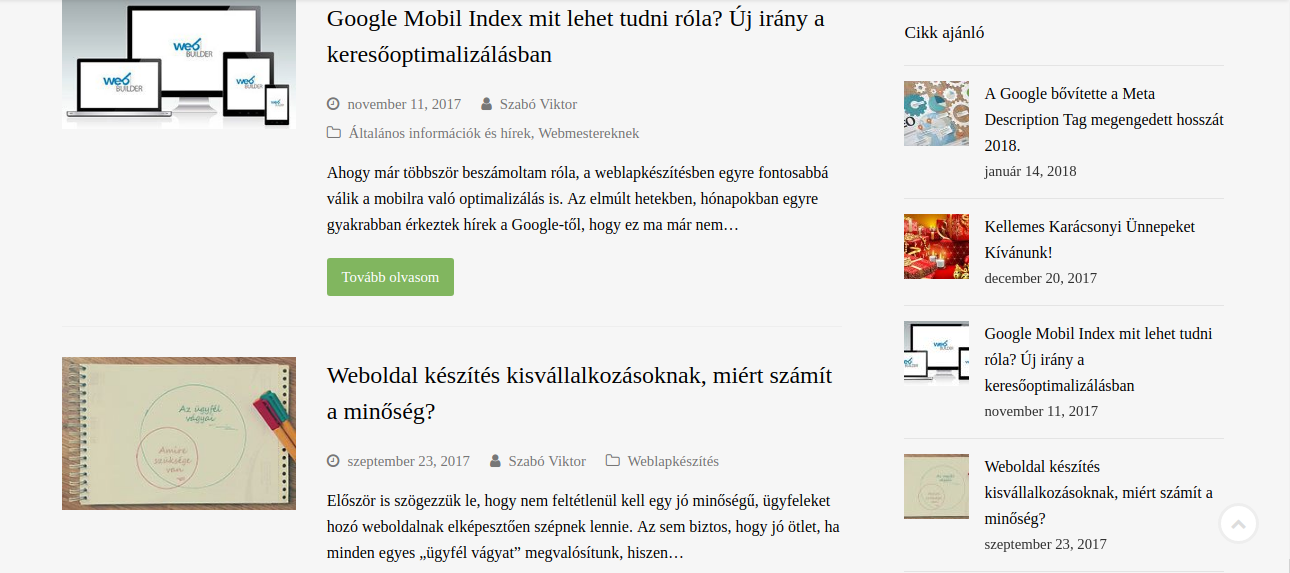 Google Mobil Index mit lehet tudni róla? Új irány a
keresőoptimalizálásban
november 11, 2017 Szabó Viktor
Általános információk és hírek, Webmestereknek
Ahogy már többször beszámoltam róla, a weblapkészítésben egyre fontosabbá
válik a mobilra való optimalizálás is. Az elmúlt hetekben, hónapokban egyre
gyakrabban érkeztek hírek a Google-től, hogy ez ma már nem…
Tovább olvasom
web
BUILDER
web
BUILDER
web
BUILDER
Weboldal készítés kisvállalkozásoknak, miért számít
a minőség?
szeptember 23, 2017 Szabó Viktor Weblapkészítés
Először is szögezzük le, hogy nem feltétlenül kell egy jó minőségű, ügyfeleket
hozó weboldalnak elképesztően szépnek lennie. Az sem biztos, hogy jó ötlet, ha
minden egyes „ügyfél vágyat” megvalósítunk, hiszen…
Az ügyfél
vágyai
Amire
szüksége
van
Cikk ajánló
A Google bővítette a Meta
Description Tag megengedett hosszát
2018.
január 14, 2018
Kellemes Karácsonyi Ünnepeket
Kívánunk!
december 20, 2017
Google Mobil Index mit lehet tudni
róla? Új irány a
keresőoptimalizálásban
november 11, 2017
Weboldal készítés
kisvállalkozásoknak, miért számít a
minőség?
szeptember 23, 2017